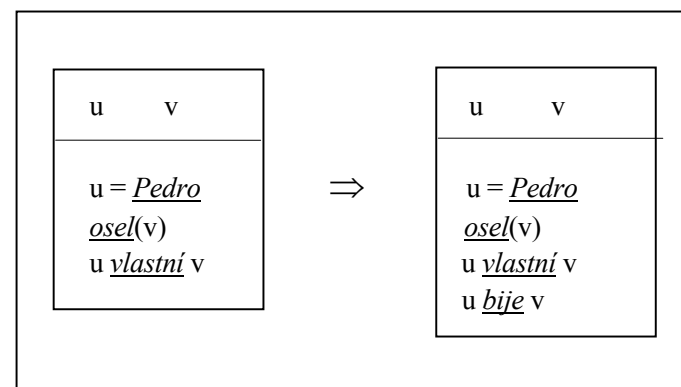 u v
u = Pedro
osel(v)
u vlastní v
⇒
u v
u = Pedro
osel(v)
u vlastní v
u bije v